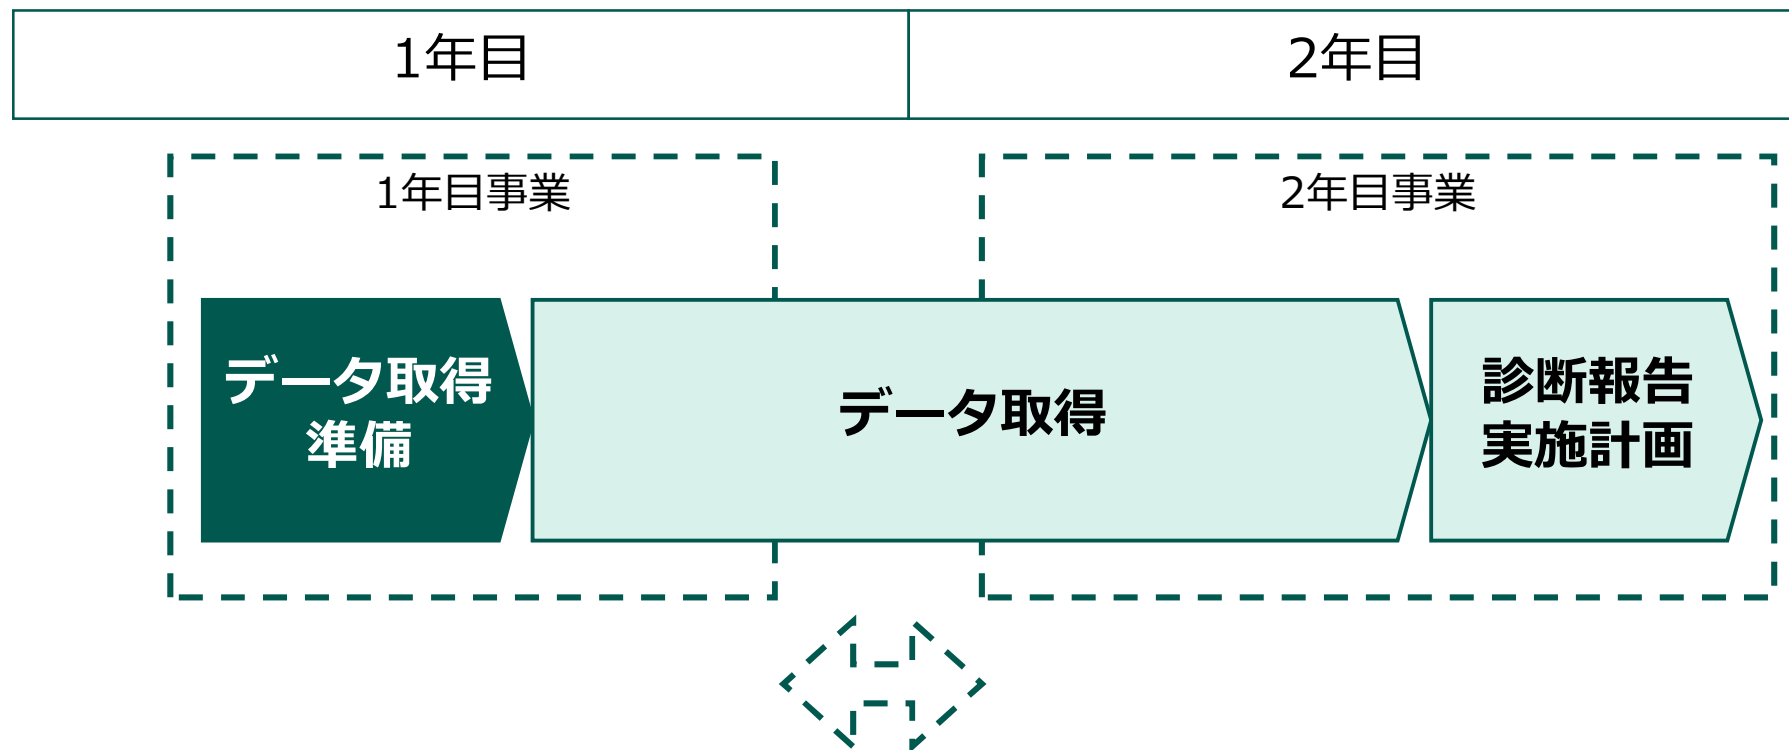 1年目
2年目
1年目事業
2年目事業
データ取得
準備
データ取得
診断報告
実施計画